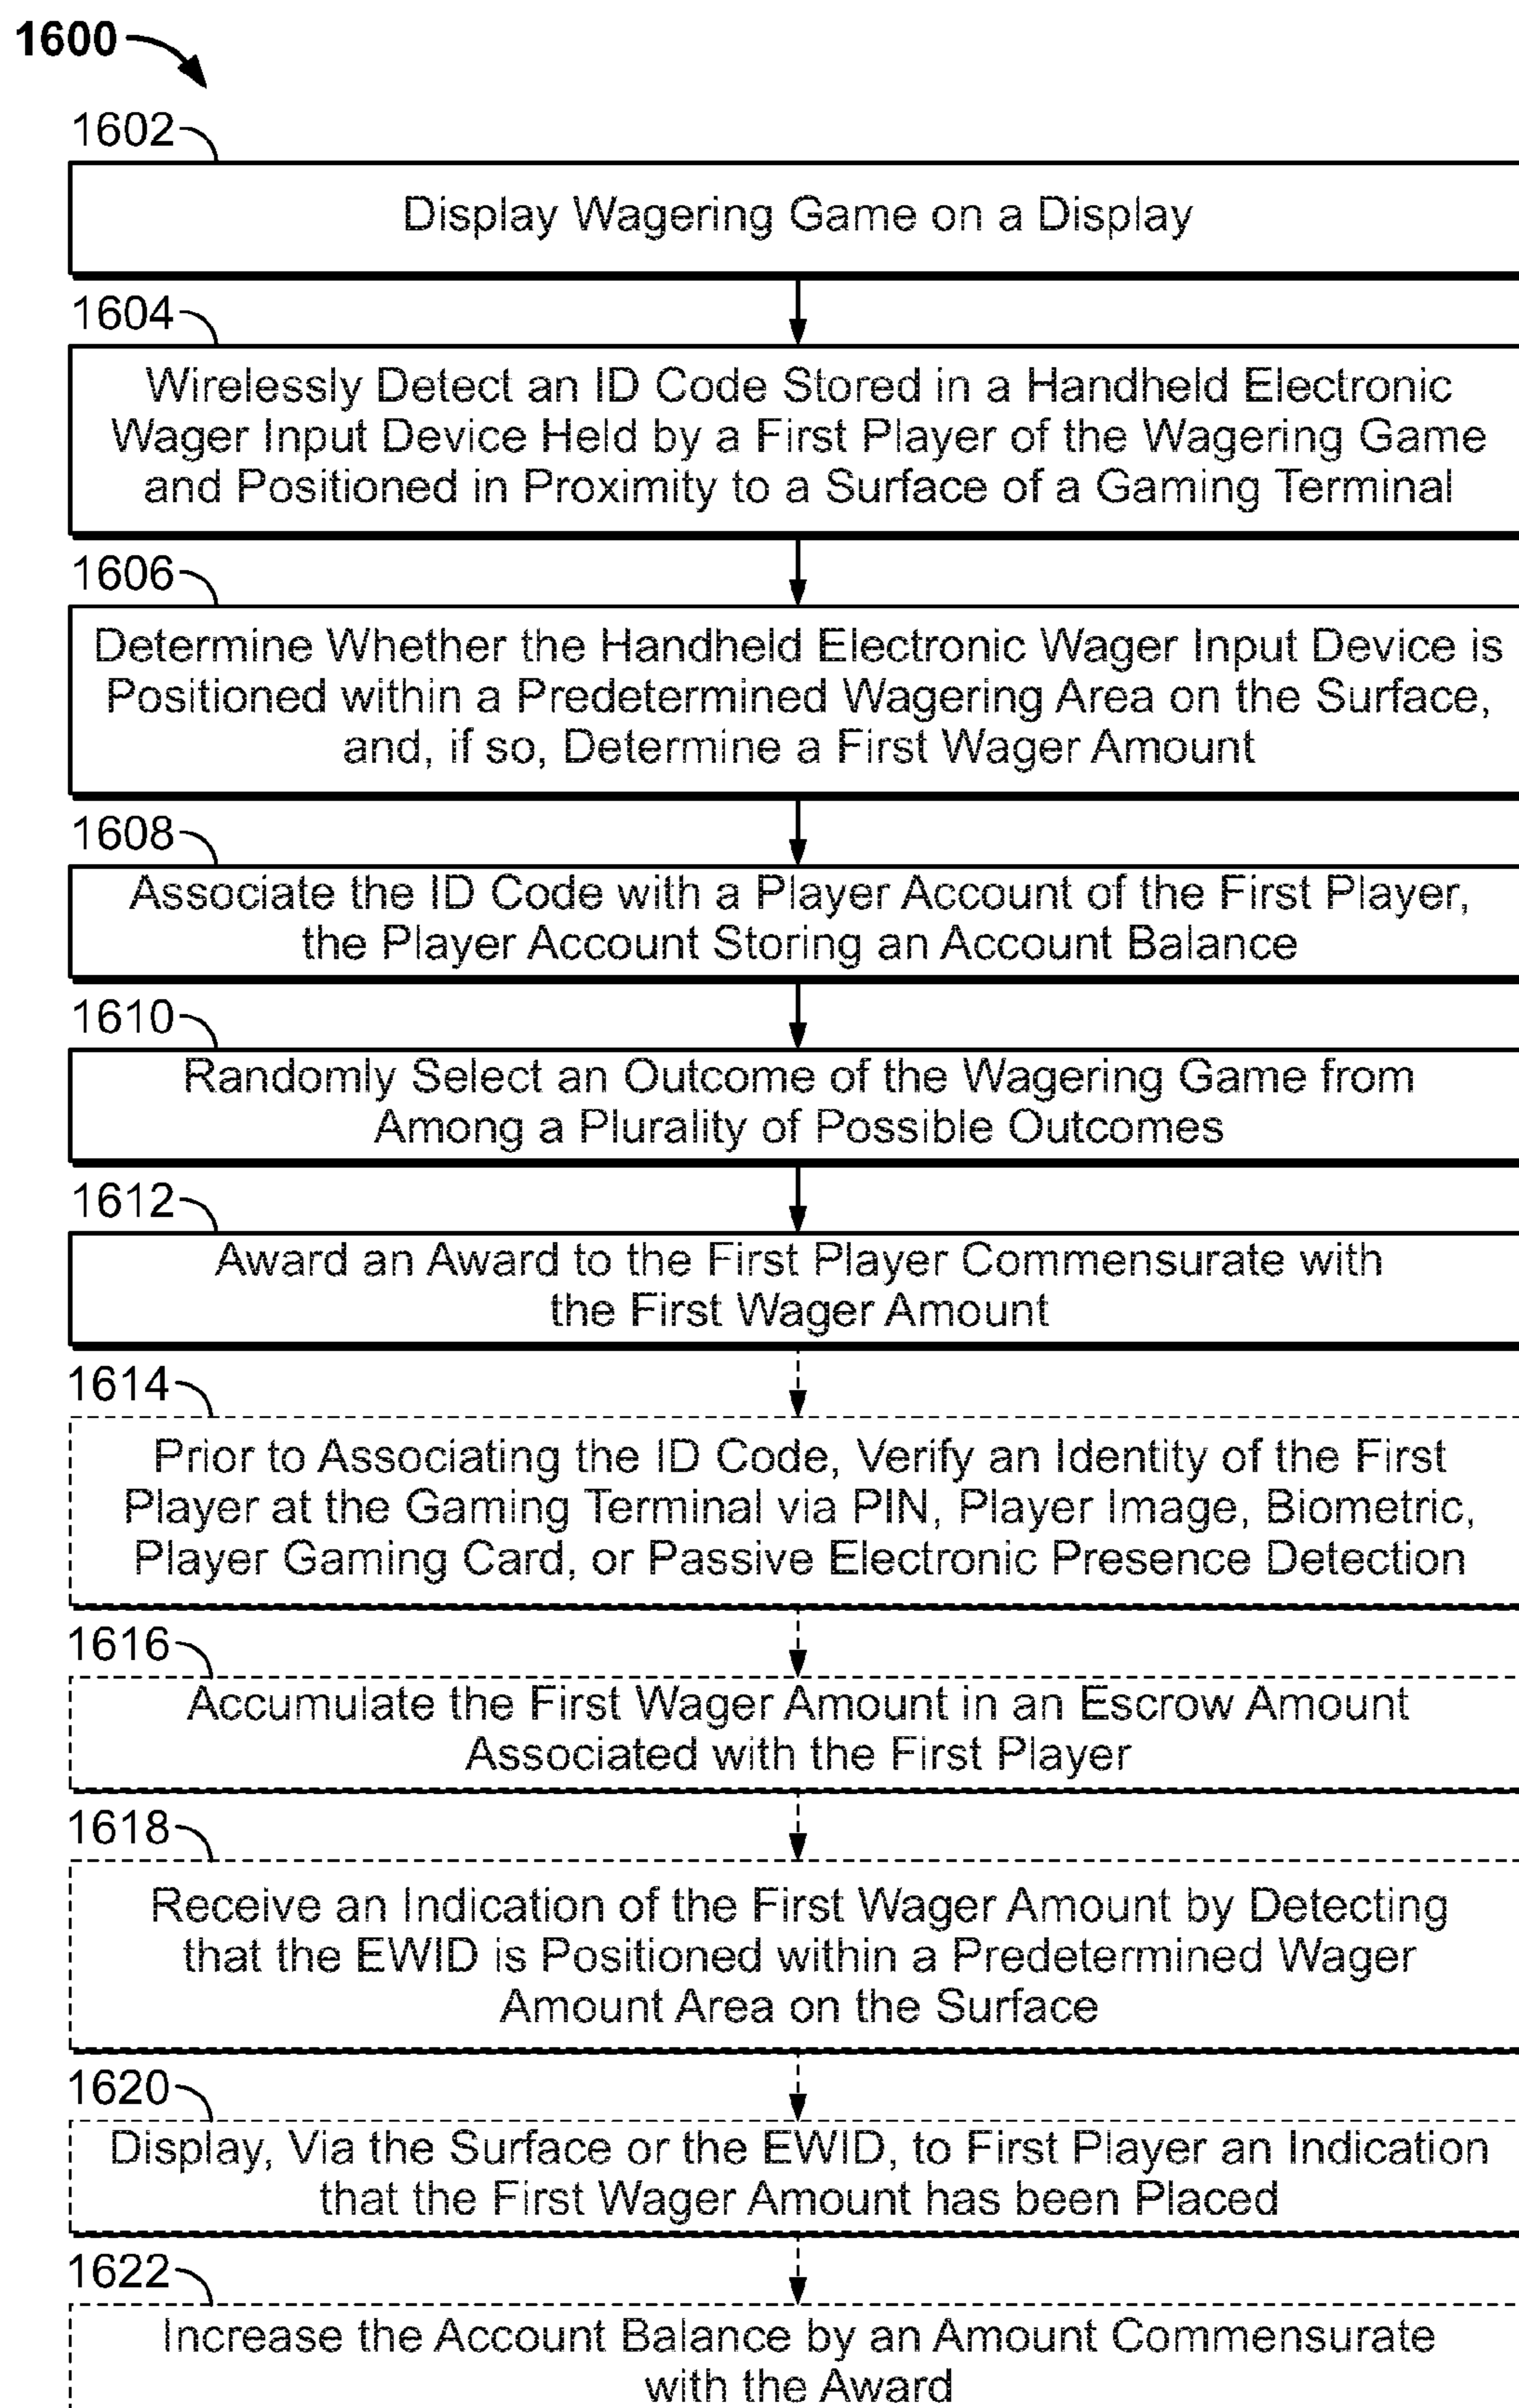 1600
1602
Display Wagering Game on a Display
1604
Wirelessly Detect an ID Code Stored in a Handheld Electronic
Wager Input Device Held by a First Player of the Wagering Game
and Positioned in Proximity to a Surface of a Gaming Terminal
1606
Determine Whether the Handheld Electronic Wager Input Device is
Positioned within a Predetermined Wagering Area on the Surface,
and, if so, Determine a First Wager Amount
1608
Associate the ID Code with a Player Account of the First Player,
the Player Account Storing an Account Balance
1610
Randomly Select an Outcome of the Wagering Game from
Among a Plurality of Possible Outcomes
1612
Award an Award to the First Player Commensurate with
the First Wager Amount
1614
Prior to Associating the ID Code, Verify an Identity of the First
Player at the Gaming Terminal via PIN, Player Image, Biometric,
Player Gaming Card, or Passive Electronic Presence Detection
1616
Accumulate the First Wager Amount in an Escrow Amount
Associated with the First Player
1618
Receive an Indication of the First Wager Amount by Detecting
that the EWID is Positioned within a Predetermined Wager
Amount Area on the Surface
1620
Display, Via the Surface or the EWID, to First Player an Indication
that the First Wager Amount has been Placed
1622
Increase the Account Balance by an Amount Commensurate
with the Award